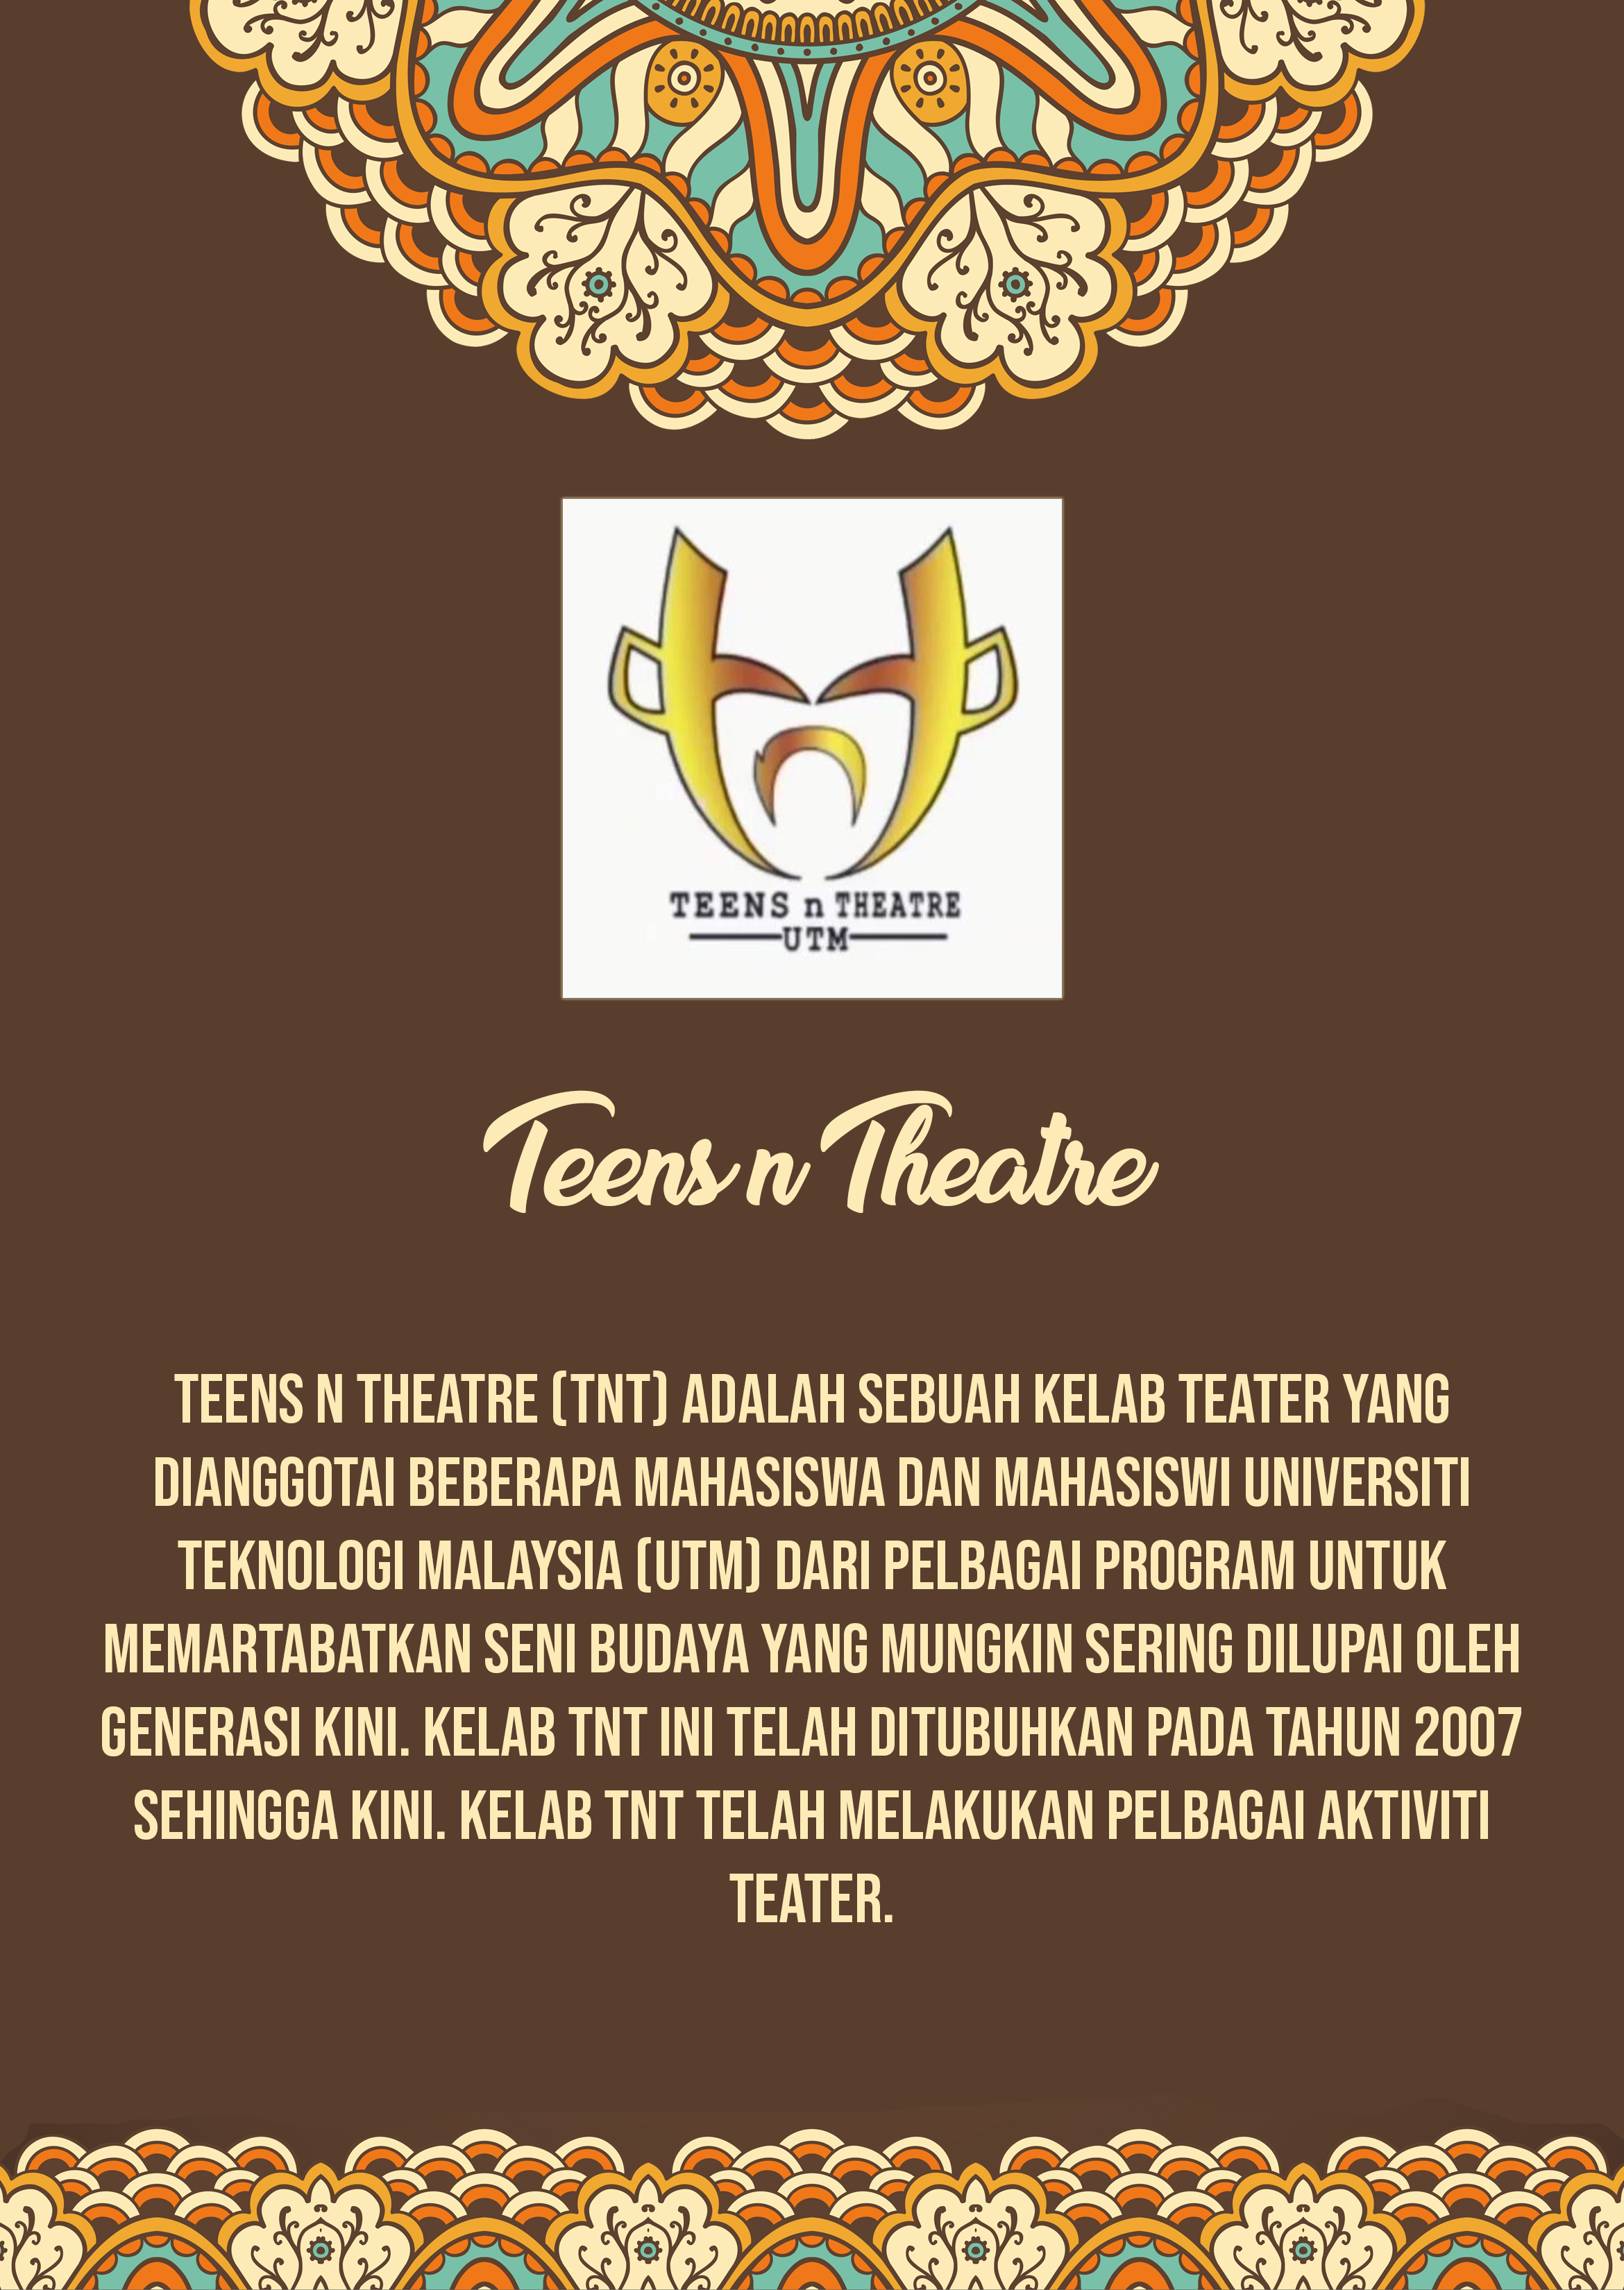 TEENS n THEATRE
UTM
Teens n Theatre
TEENS N THEATRE (TNT) ADALAH SEBUAH KELAB TEATER YANG
DIANGGOTAI BEBERAPA MAHASISWA DAN MAHASISWI UNIVERSITI
TEKNOLOGI MALAYSIA (UTM) DARI PELBAGAI PROGRAM UNTUK
MEMARTABATKAN SENI BUDAYA YANG MUNGKIN SERING DILUPAI OLEH
GENERASI KINI. KELAB TNT INI TELAH DITUBUHKAN PADA TAHUN 2007
SEHINGGA KINI. KELAB TNT TELAH MELAKUKAN PELBAGAI AKTIVITI
TEATER.